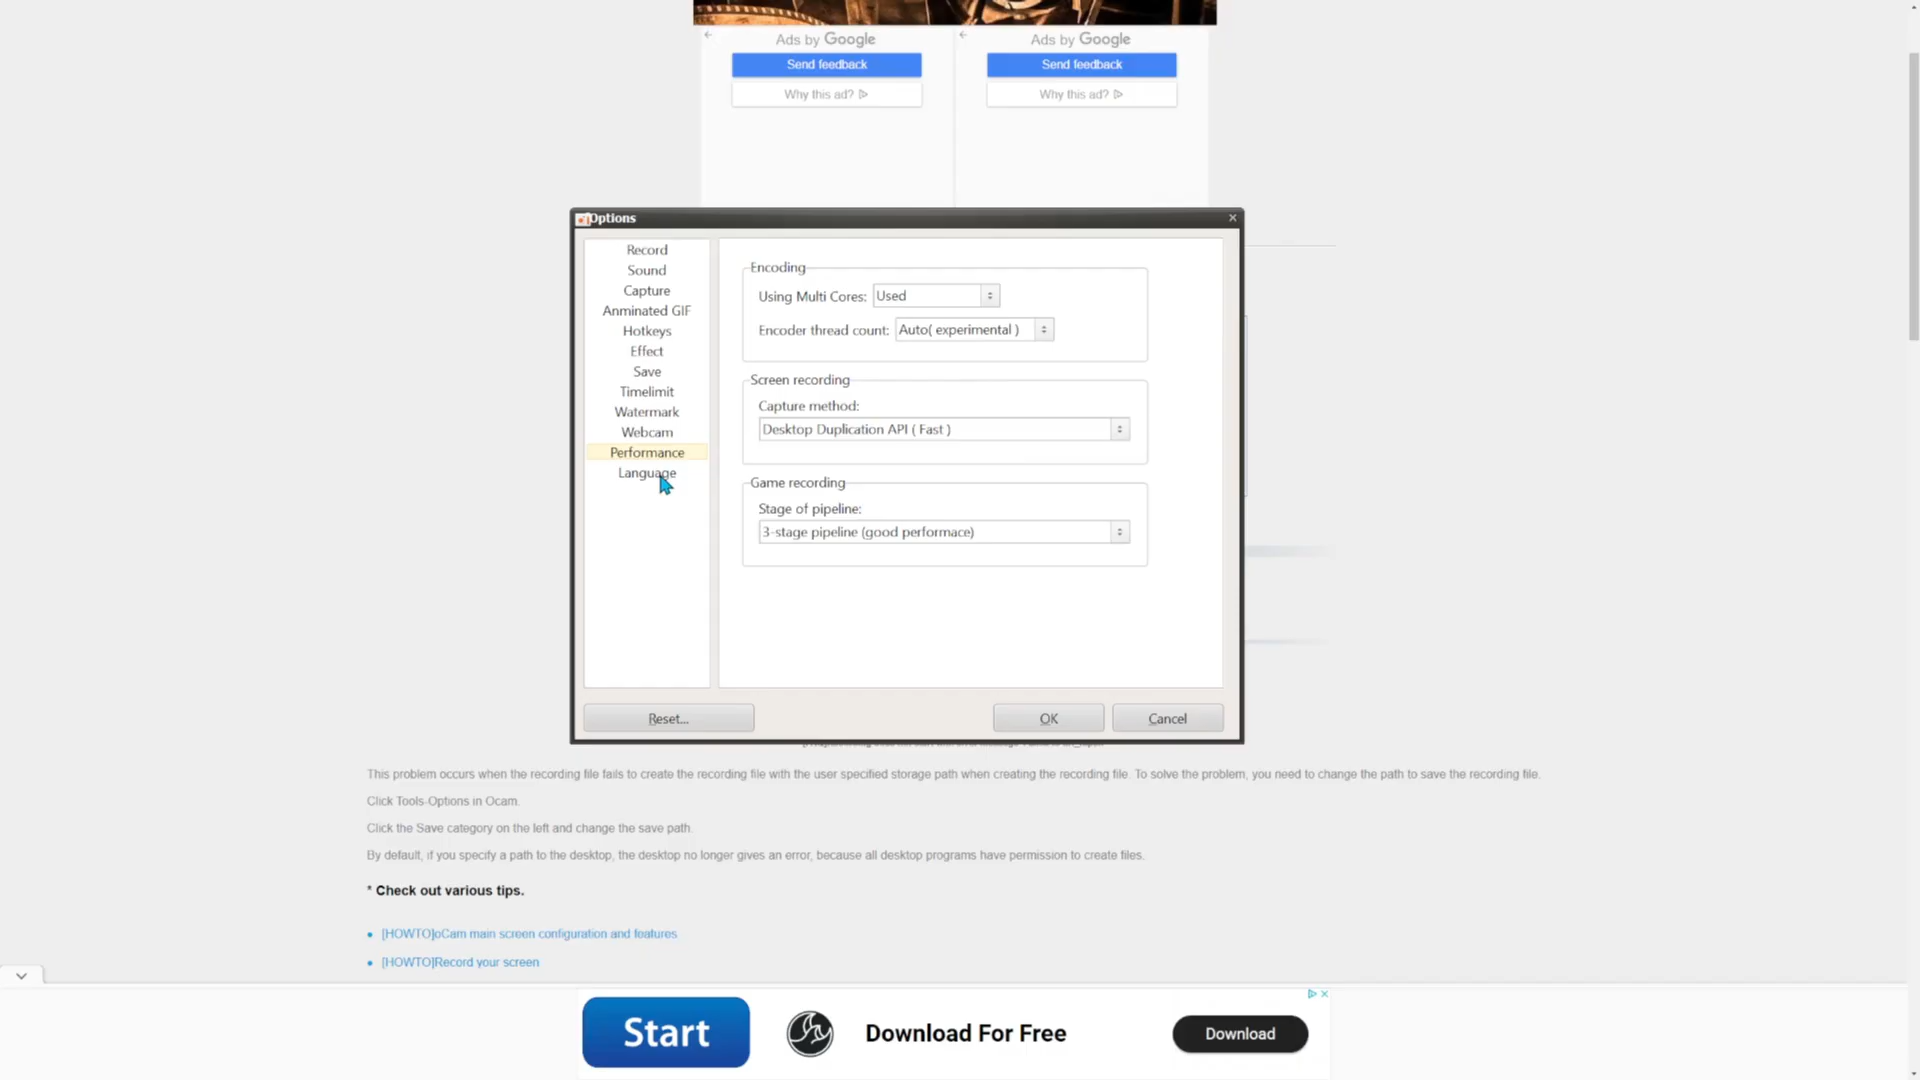 Ads by Google
Ads by Google
Send feedback
Send feedback
Why this ad?
Why this ad?
Options
Record
Sound
Capture
Anminated GIF
Hotkeys
Effect
Save
Timelimit
Watermark
Webcam
Performance
Language
Encoding
Using Multi Cores: Used
Encoder thread count: Auto( experimental )
Screen recording
Capture method:
Desktop Duplication API ( Fast )
Game recording
Stage of pipeline:
3-stage pipeline (good performace)
Reset...
OK
Cancel
This problem occurs when the recording file fails to create the recording file with the user specified storage path when creating the recording file. To solve the problem, you need to change the path to save the recording file.
Click Tools-Options in Ocam.
Click the Save category on the left and change the save path.
By default, if you specify a path to the desktop, the desktop no longer gives an error, because all desktop programs have permission to create files.
* Check out various tips.
[HOWTO]oCam main screen configuration and features
[HOWTO]Record your screen
Start
Download For Free
Download